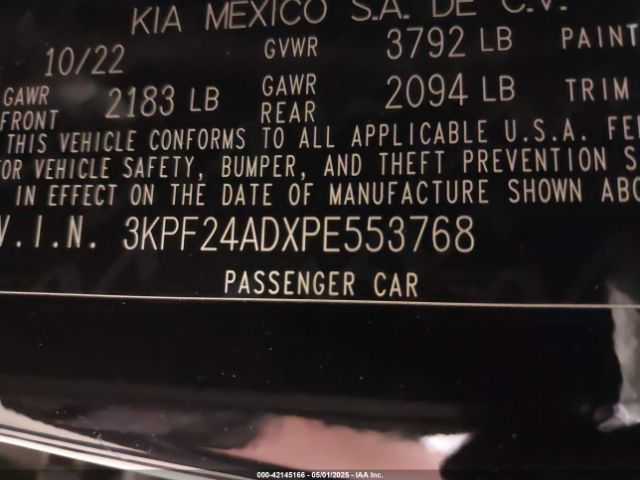 KIA MEXICO S.A. DE C.V.
10/22 GVWR 3792 LB PAINT
GAWR FRONT 2183 LB GAWR REAR 2094 LB TRIM
THIS VEHICLE CONFORMS TO ALL APPLICABLE U.S.A. FE
OR VEHICLE SAFETY, BUMPER, AND THEFT PREVENTION S
IN EFFECT ON THE DATE OF MANUFACTURE SHOWN ABO
V.I.N. 3KPF24ADXPE553768
PASSENGER CAR
000-42145166 - 05/01/2025 - IAA Inc.